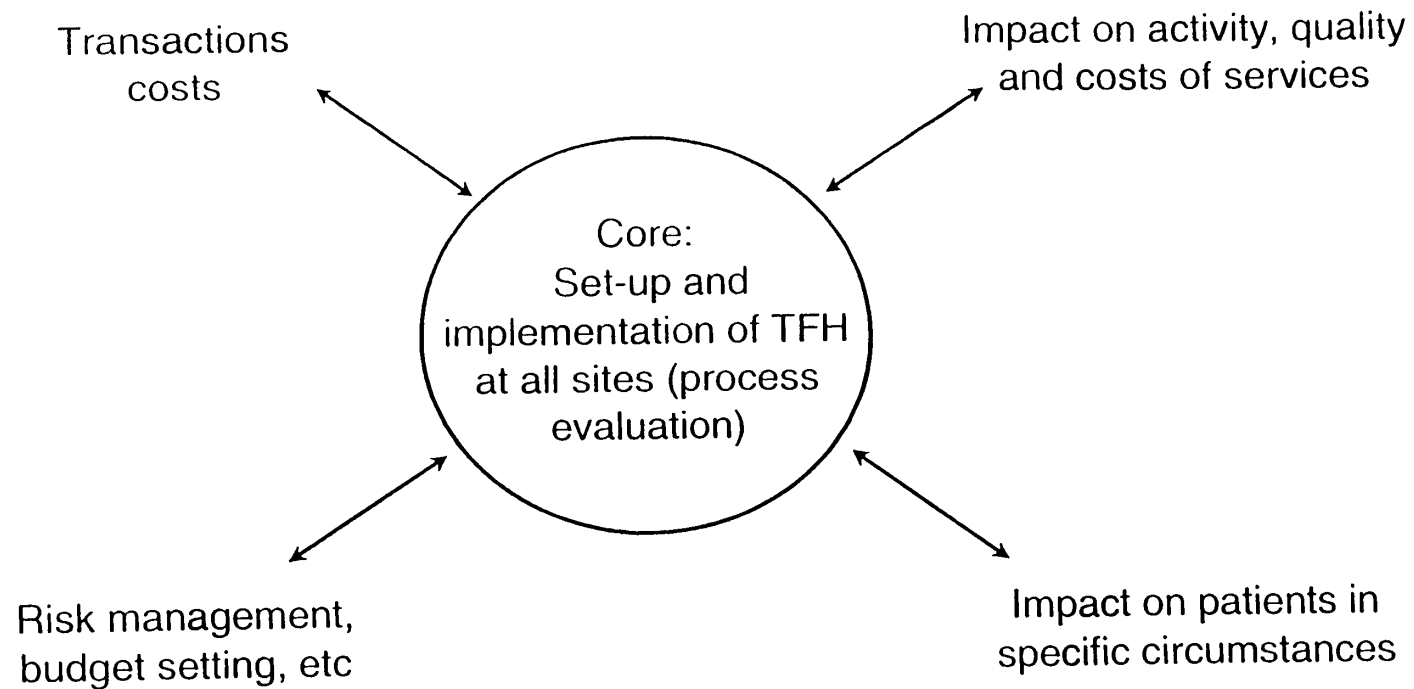 Transactions
costs
Impact on activity, quality
and costs of services
Core:
Set-up and
implementation of TFH
at all sites (process
evaluation)
Risk management,
budget setting, etc
Impact on patients in
specific circumstances